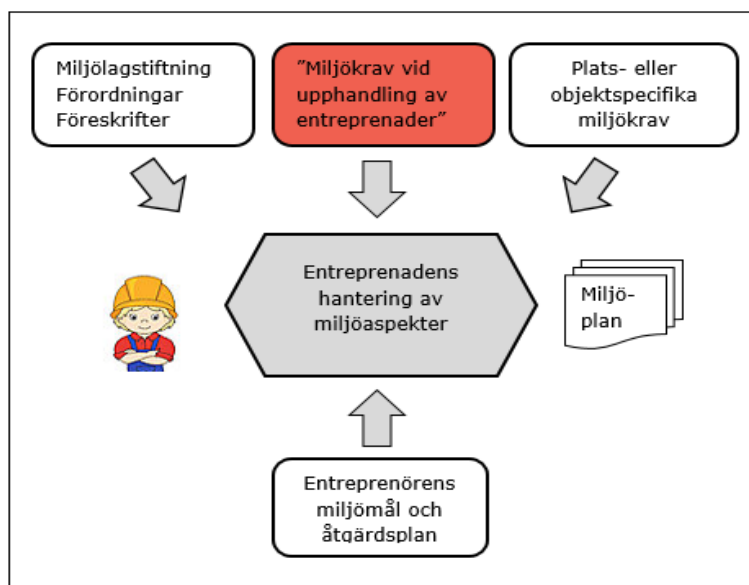 Miljölagstiftning
Förordningar
Föreskrifter
”Miljökrav vid
upphandling av
entreprenader”
Plats- eller
objektspecifika
miljökrav
Entreprenadens
hantering av
miljöaspekter
Miljö-
plan
Entreprenörens
miljömål och
åtgärdsplan